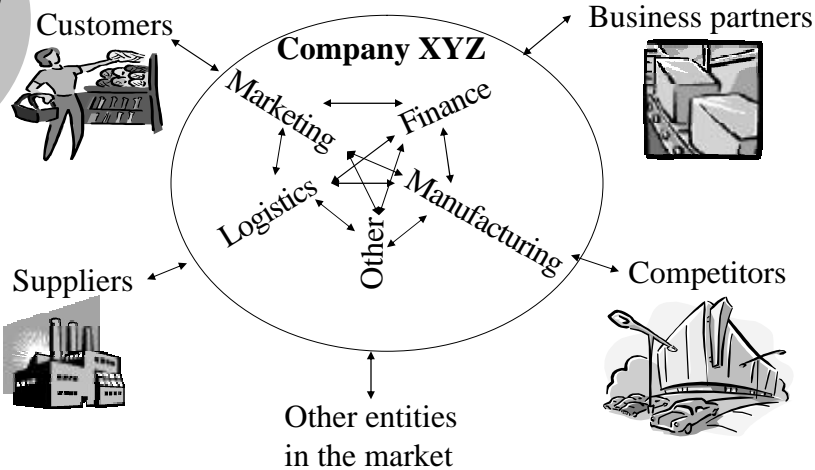 Customers
Business partners
Company XYZ
Marketing
Finance
Logistics
Manufacturing
Other
Suppliers
Competitors
Other entities
in the market